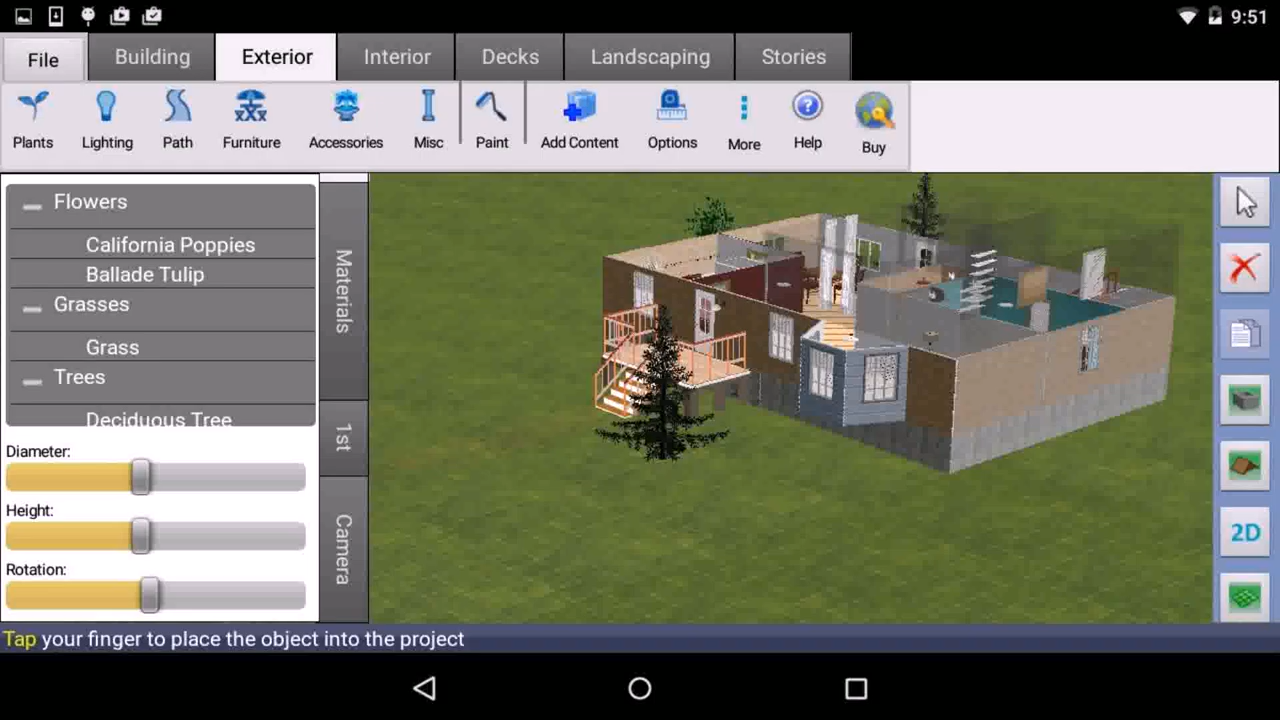 9:51
File Building Exterior Interior Decks Landscaping Stories
Plants Lighting Path Furniture Accessories Misc Paint Add Content Options More Help Buy
Flowers
California Poppies
Ballade Tulip
Grasses
Grass
Trees
Deciduous Tree
Diameter:
Height:
Rotation:
Materials
1st
Camera
2D
Tap your finger to place the object into the project